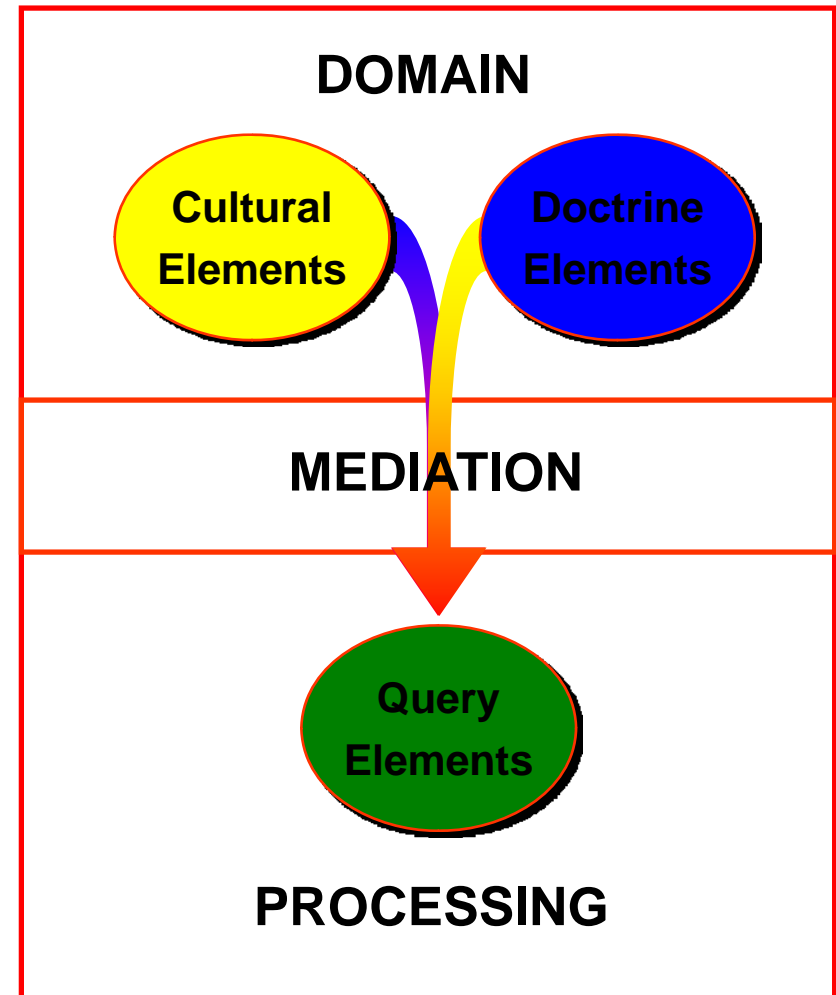 DOMAIN
Cultural
Elements
Doctrine
Elements
MEDIATION
Query
Elements
PROCESSING